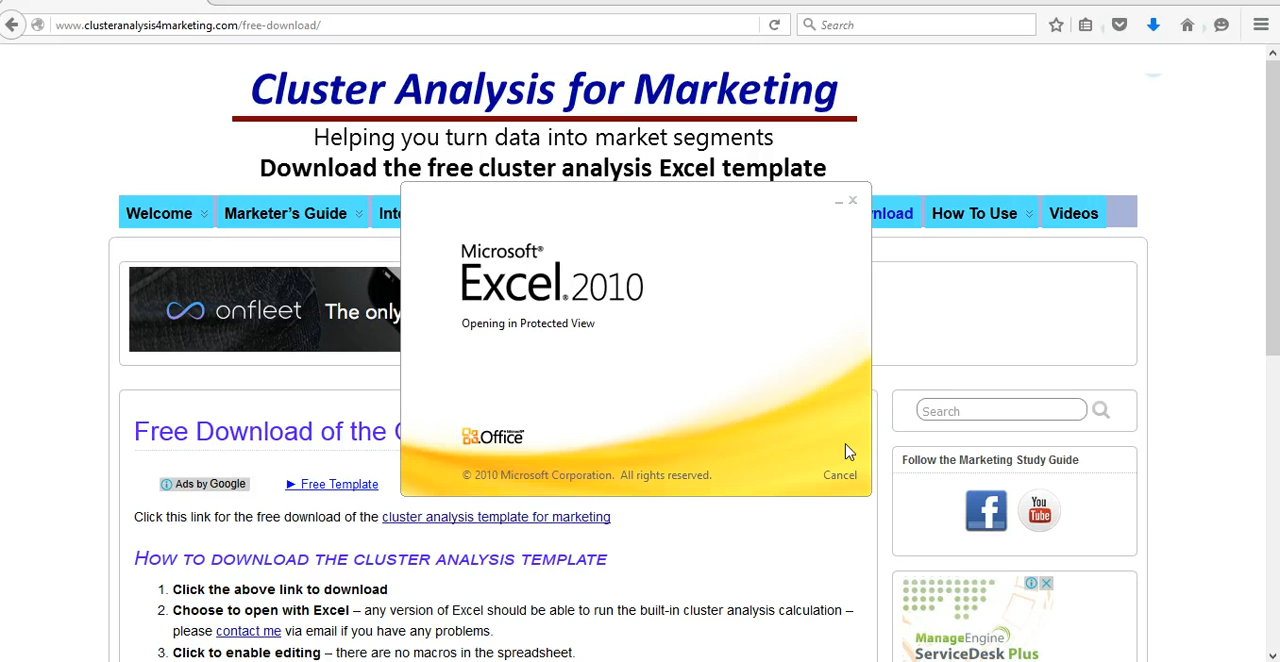 www.clusteranalysis4marketing.com/free-download/
Search
Cluster Analysis for Marketing
Helping you turn data into market segments
Download the free cluster analysis Excel template
Welcome
Marketer's Guide
nload
How To Use
Videos
onfleet The only
Microsoft®
Excel® 2010
Opening in Protected View
Office
© 2010 Microsoft Corporation. All rights reserved.
Cancel
Search
Free Download of the
Ads by Google
► Free Template
Click this link for the free download of the cluster analysis template for marketing
How to download the cluster analysis template
1. Click the above link to download
2. Choose to open with Excel – any version of Excel should be able to run the built-in cluster analysis calculation –
please contact me via email if you have any problems.
3. Click to enable editing – there are no macros in the spreadsheet.
Follow the Marketing Study Guide
f
You
Tube
ManageEngine
ServiceDesk Plus